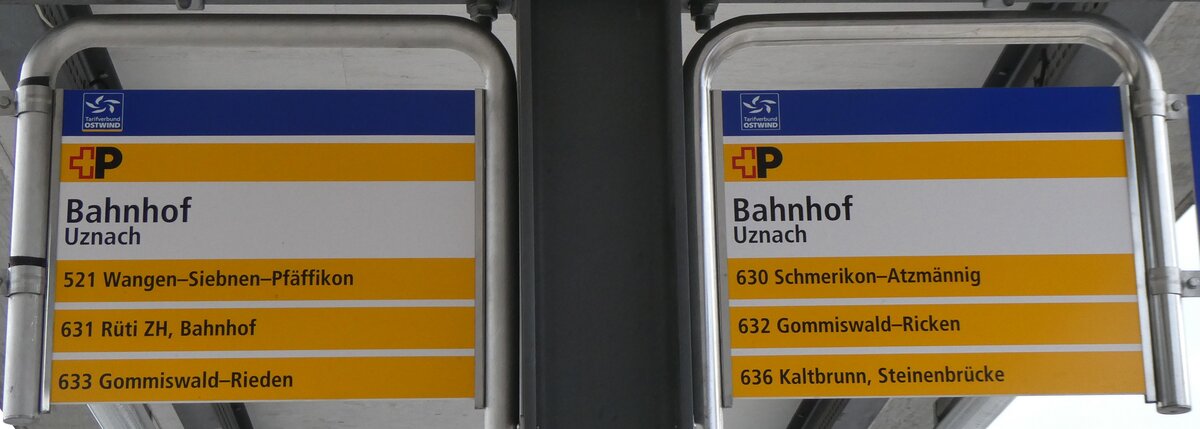 Tarifverbund
OSTWIND
P
Bahnhof
Uznach
521 Wangen–Siebnen–Pfäffikon
631 Rüti ZH, Bahnhof
633 Gommiswald–Rieden
Tarifverbund
OSTWIND
P
Bahnhof
Uznach
630 Schmerikon–Atzmännig
632 Gommiswald–Ricken
636 Kaltbrunn, Steinenbrücke